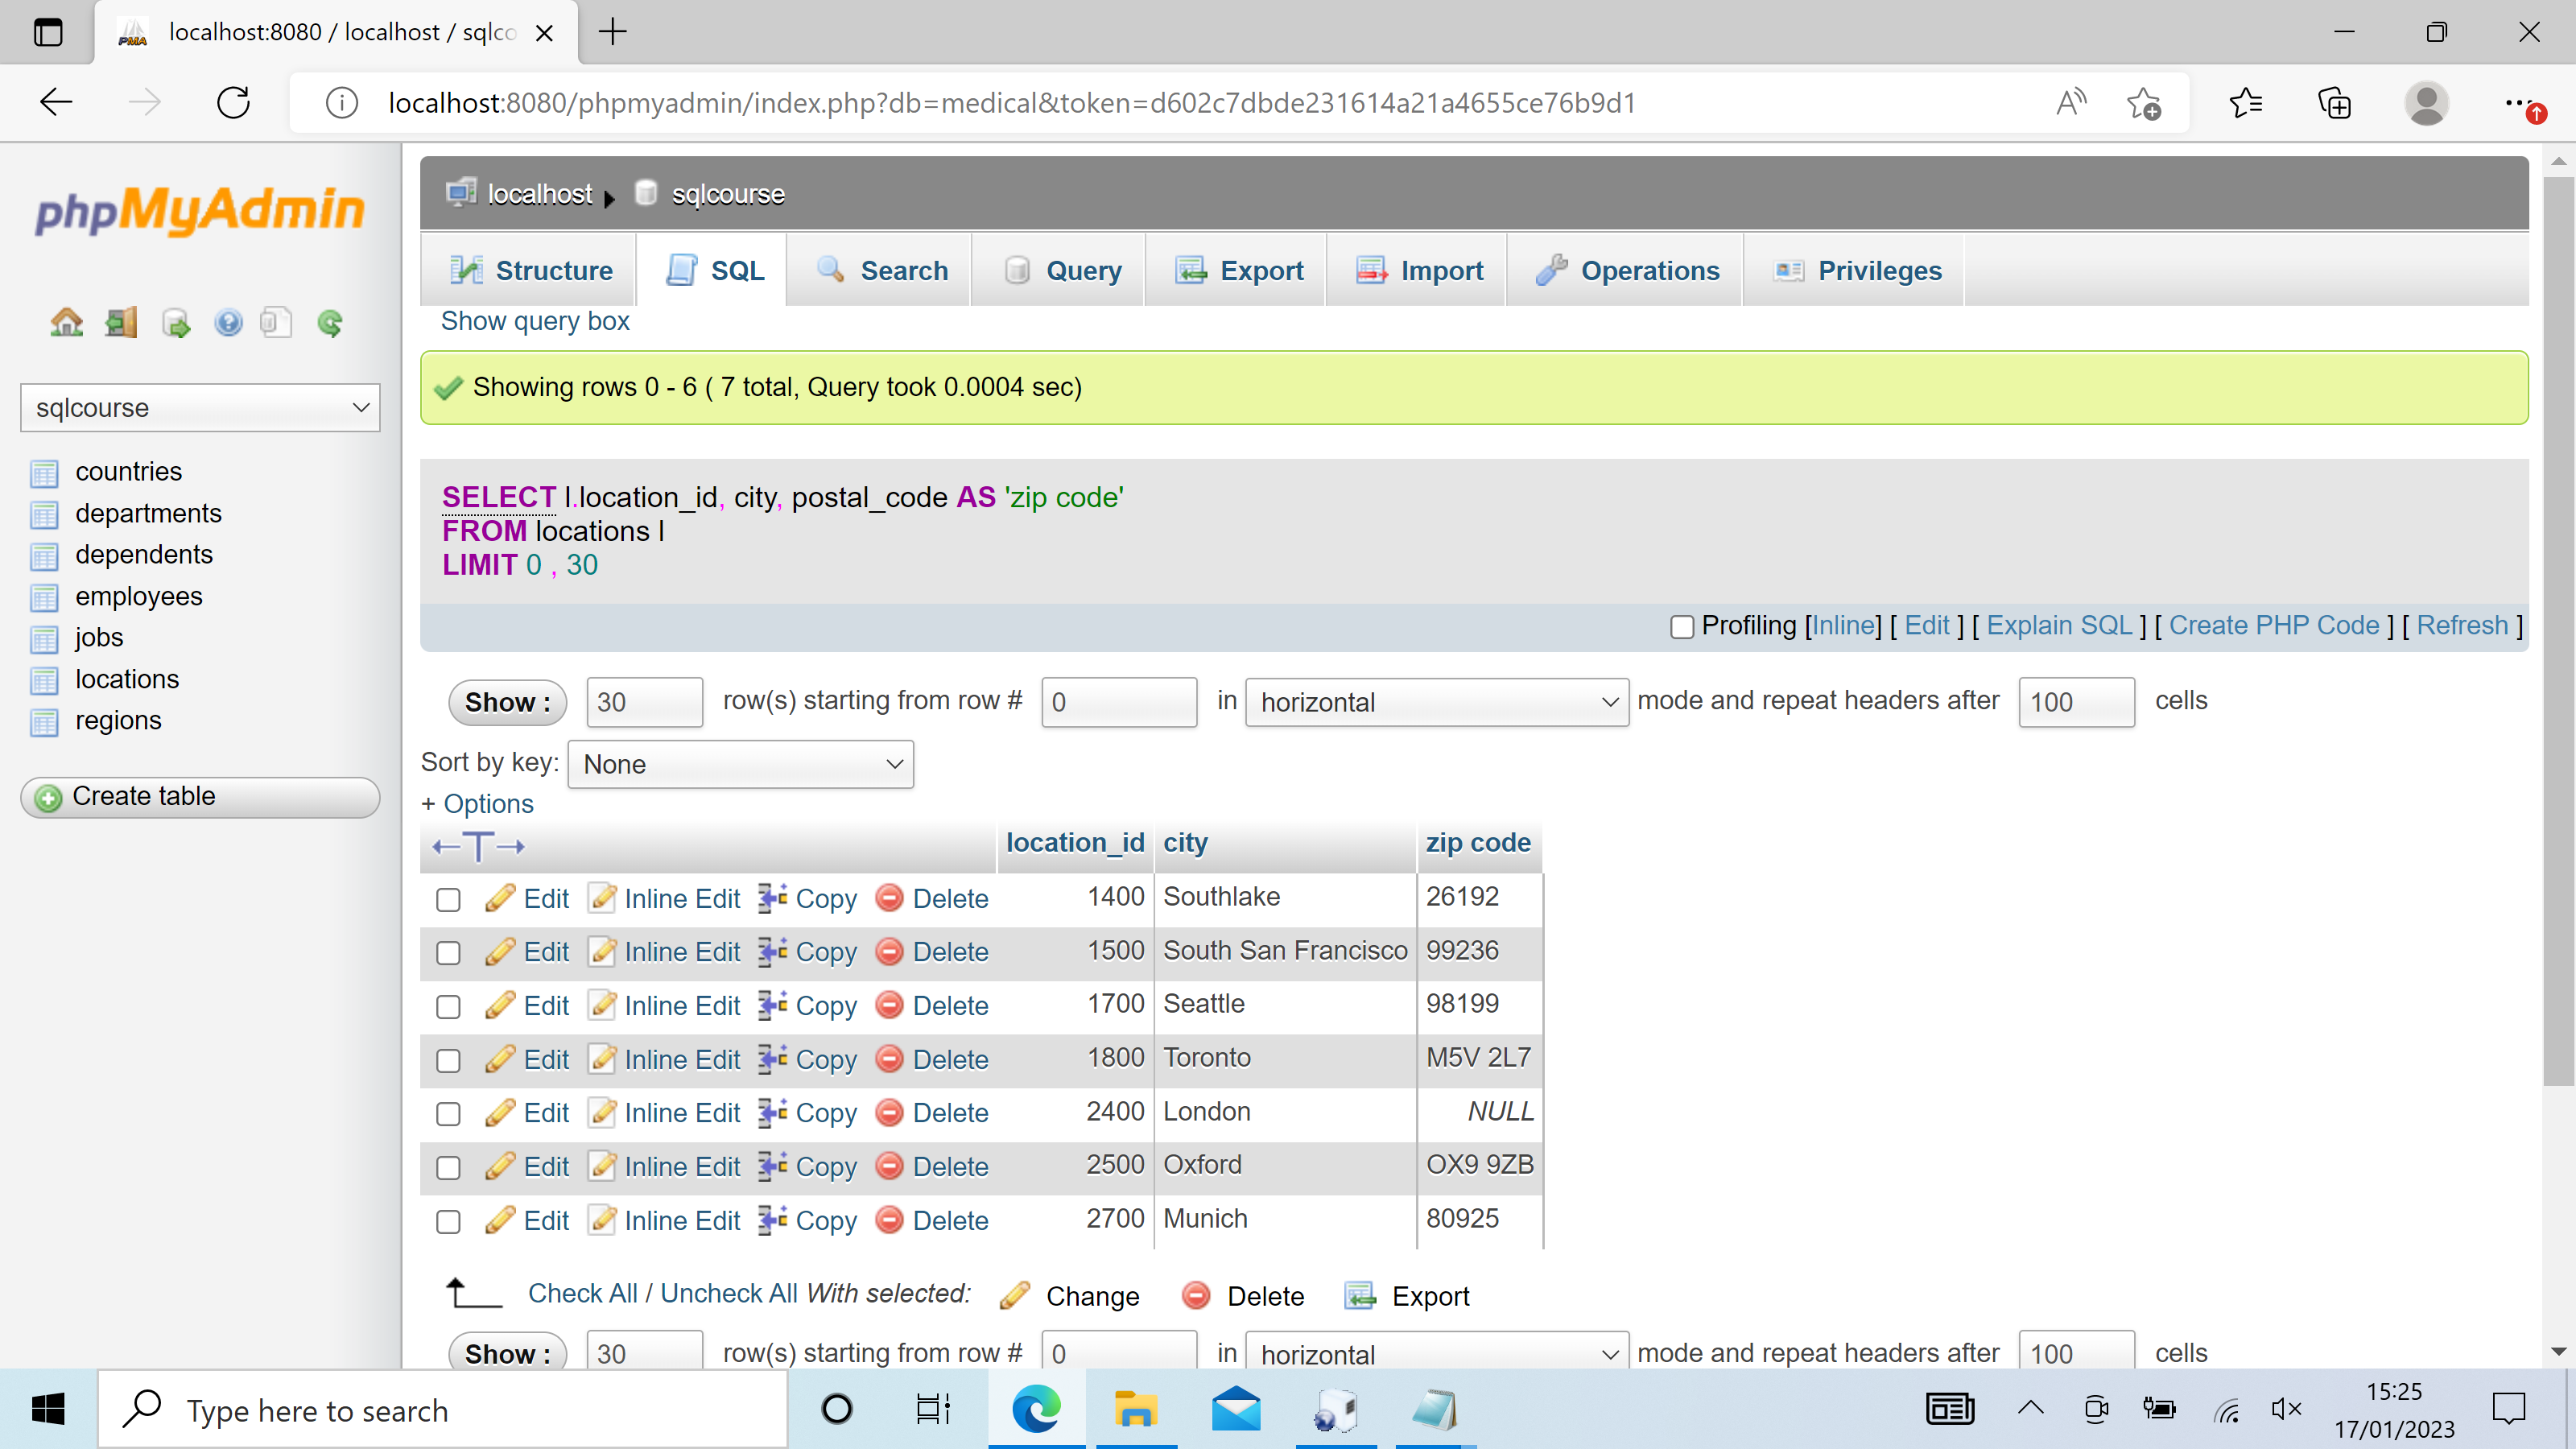 localhost:8080 / localhost / sqlco
localhost:8080/phpmyadmin/index.php?db=medical&token=d602c7dbde231614a21a4655ce76b9d1
phpMyAdmin
sqlcourse
countries
departments
dependents
employees
jobs
locations
regions
Create table
localhost sqlcourse
Structure SQL Search Query Export Import Operations Privileges
Show query box
Showing rows 0 - 6 ( 7 total, Query took 0.0004 sec)
SELECT l.location_id, city, postal_code AS 'zip code'
FROM locations l
LIMIT 0 , 30
Profiling [Inline] [ Edit ] [ Explain SQL ] [ Create PHP Code ] [ Refresh ]
Show : 30 row(s) starting from row # 0 in horizontal mode and repeat headers after 100 cells
Sort by key: None
+ Options
←T→ location_id city zip code
Edit Inline Edit Copy Delete 1400 Southlake 26192
Edit Inline Edit Copy Delete 1500 South San Francisco 99236
Edit Inline Edit Copy Delete 1700 Seattle 98199
Edit Inline Edit Copy Delete 1800 Toronto M5V 2L7
Edit Inline Edit Copy Delete 2400 London NULL
Edit Inline Edit Copy Delete 2500 Oxford OX9 9ZB
Edit Inline Edit Copy Delete 2700 Munich 80925
Check All / Uncheck All With selected: Change Delete Export
Show : 30 row(s) starting from row # 0 in horizontal mode and repeat headers after 100 cells
Type here to search
15:25
17/01/2023